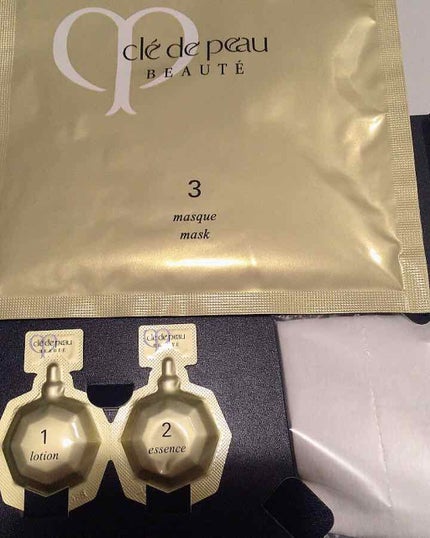 clé de peau
BEAUTÉ
3
masque
mask
clé de peau
BEAUTÉ
1
lotion
clé de peau
BEAUTÉ
2
essence